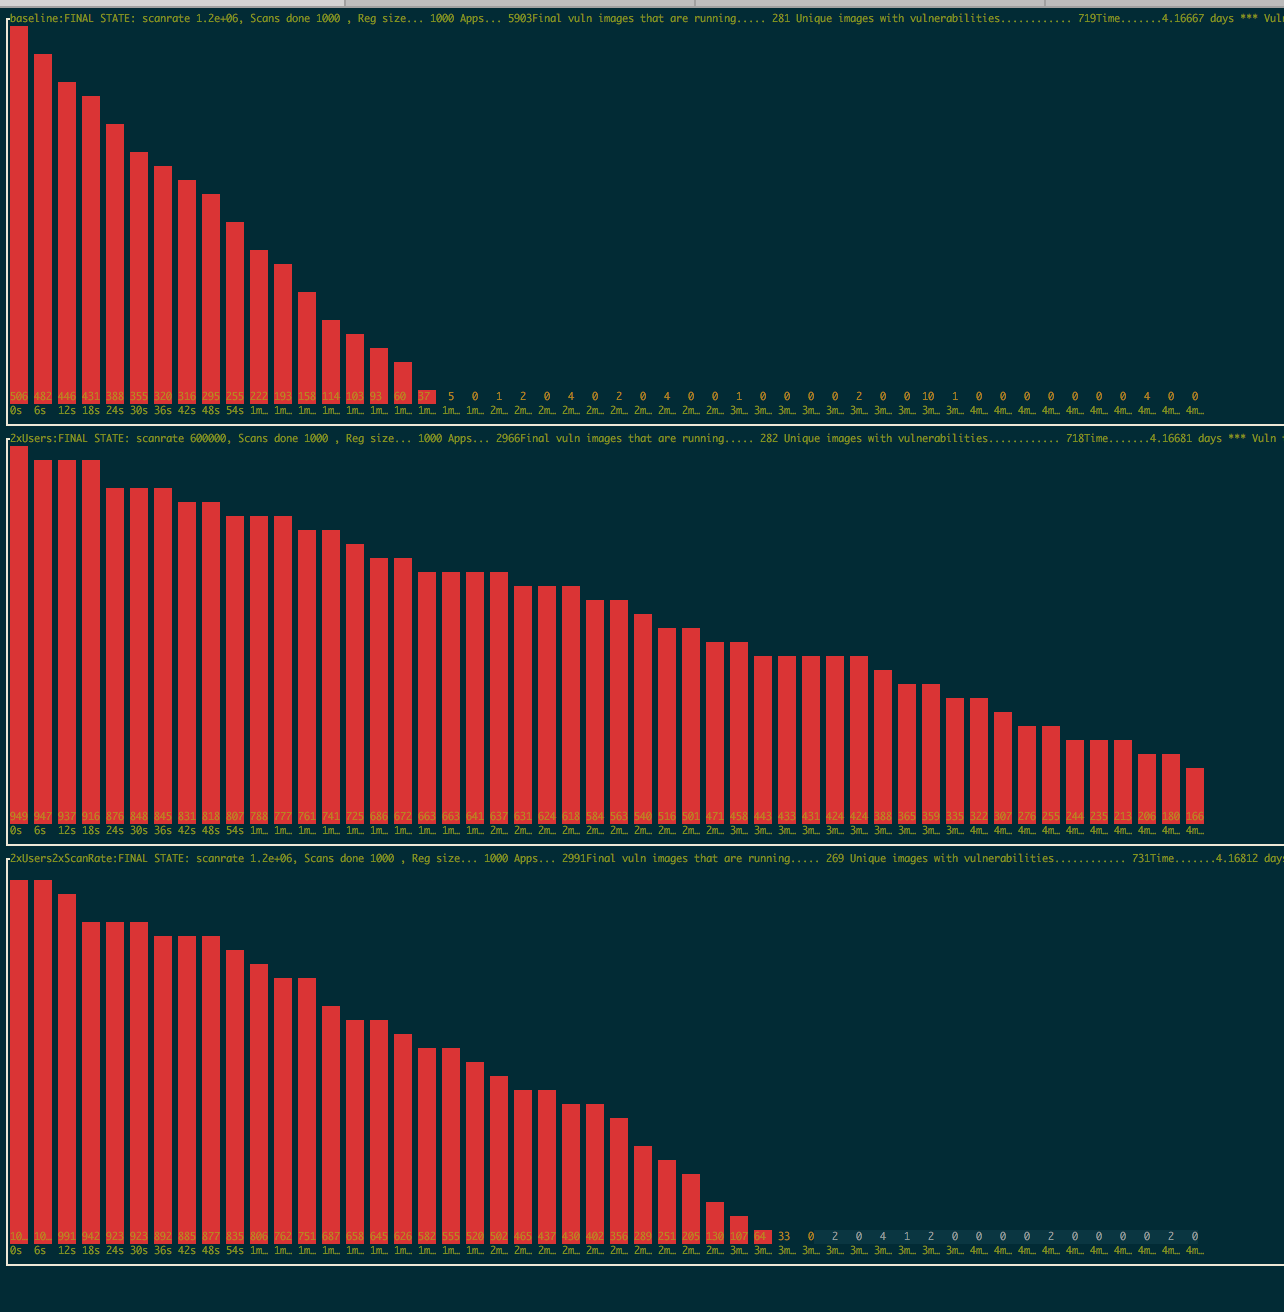 baseline:FINAL STATE: scanrate 1.2e+06, Scans done 1000 , Reg size... 1000 Apps... 5903Final vuln images that are running..... 281 Unique images with vulnerabilities............ 719Time.......4.16667 days *** Vuln
506 482 446 431 388 355 320 316 295 255 222 193 158 114 103 93 60 37 5 0 1 2 0 4 0 2 0 4 0 0 1 0 0 0 0 2 0 0 10 1 0 0 0 0 0 0 0 4 0 0
0s 6s 12s 18s 24s 30s 36s 42s 48s 54s 1m… 1m… 1m… 1m… 1m… 1m… 1m… 1m… 1m… 1m… 2m… 2m… 2m… 2m… 2m… 2m… 2m… 2m… 2m… 2m… 3m… 3m… 3m… 3m… 3m… 3m… 3m… 3m… 3m… 3m… 4m… 4m… 4m… 4m… 4m… 4m… 4m… 4m… 4m… 4m…
2xUsers:FINAL STATE: scanrate 600000, Scans done 1000 , Reg size... 1000 Apps... 2966Final vuln images that are running..... 282 Unique images with vulnerabilities............ 718Time.......4.16681 days *** Vuln
949 947 937 916 876 848 845 831 818 807 788 777 761 741 725 686 672 663 663 641 637 631 624 618 584 563 540 516 501 471 458 443 433 431 424 424 388 365 359 335 322 307 276 255 244 235 213 206 180 166
0s 6s 12s 18s 24s 30s 36s 42s 48s 54s 1m… 1m… 1m… 1m… 1m… 1m… 1m… 1m… 1m… 1m… 2m… 2m… 2m… 2m… 2m… 2m… 2m… 2m… 2m… 2m… 3m… 3m… 3m… 3m… 3m… 3m… 3m… 3m… 3m… 3m… 4m… 4m… 4m… 4m… 4m… 4m… 4m… 4m… 4m… 4m…
2xUsers2xScanRate:FINAL STATE: scanrate 1.2e+06, Scans done 1000 , Reg size... 1000 Apps... 2991Final vuln images that are running..... 269 Unique images with vulnerabilities............ 731Time.......4.16812 days
10… 10… 991 942 923 923 892 885 877 835 806 762 751 687 658 645 626 582 555 520 502 465 437 430 402 356 289 251 205 130 107 64 33 0 2 0 4 1 2 0 0 0 0 2 0 0 0 0 2 0
0s 6s 12s 18s 24s 30s 36s 42s 48s 54s 1m… 1m… 1m… 1m… 1m… 1m… 1m… 1m… 1m… 1m… 2m… 2m… 2m… 2m… 2m… 2m… 2m… 2m… 2m… 2m… 3m… 3m… 3m… 3m… 3m… 3m… 3m… 3m… 3m… 3m… 4m… 4m… 4m… 4m… 4m… 4m… 4m… 4m… 4m… 4m…